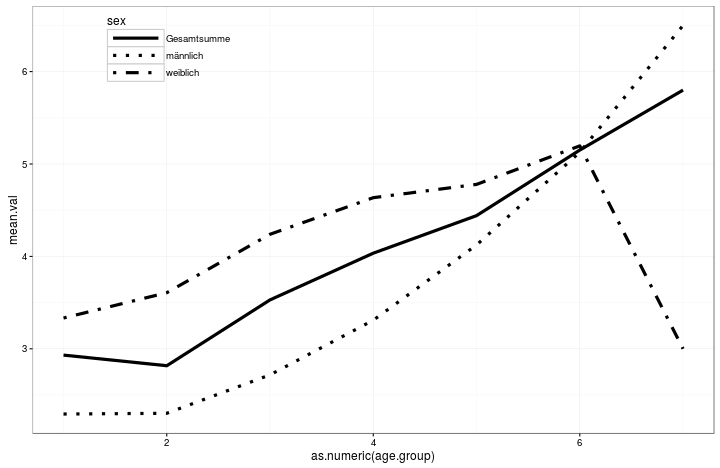 sex
Gesamtsumme
männlich
weiblich
6
5
4
3
mean.val
2 4 6
as.numeric(age.group)